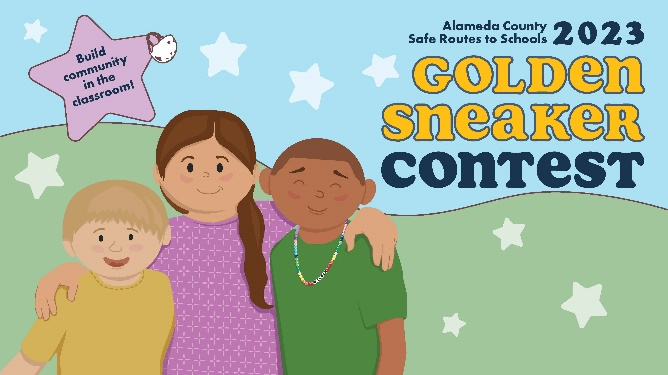 Build
community
in the
classroom!
Alameda County
Safe Routes to Schools
2023
GOLDEN
SNEAKER
CONTEST